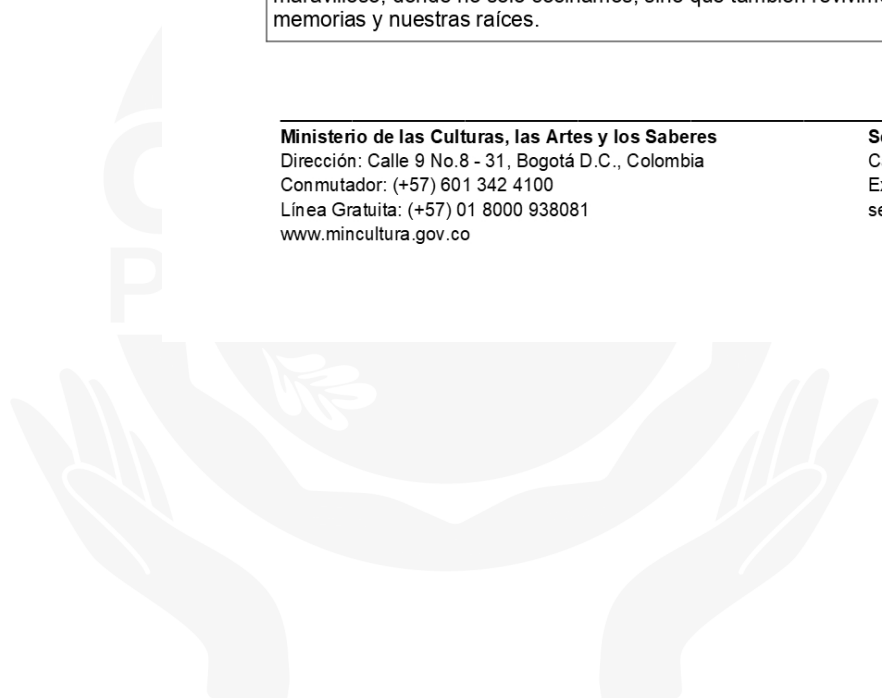 memorias y nuestras raíces.
Ministerio de las Culturas, las Artes y los Saberes
Dirección: Calle 9 No.8 - 31, Bogotá D.C., Colombia
Conmutador: (+57) 601 342 4100
Línea Gratuita: (+57) 01 8000 938081
www.mincultura.gov.co